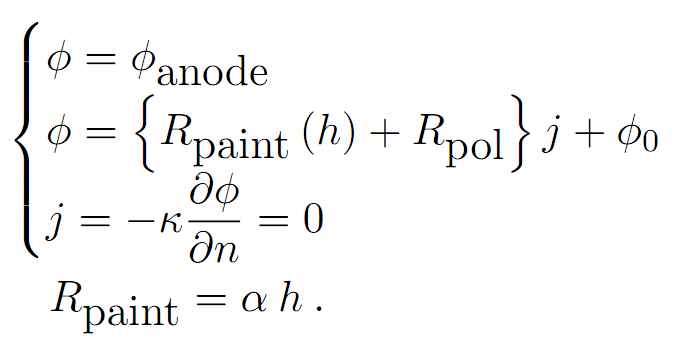 ϕ = ϕ_anode
ϕ = {R_paint (h) + R_pol} j + ϕ_0
j = −κ ∂ϕ/∂n = 0
R_paint = α h .